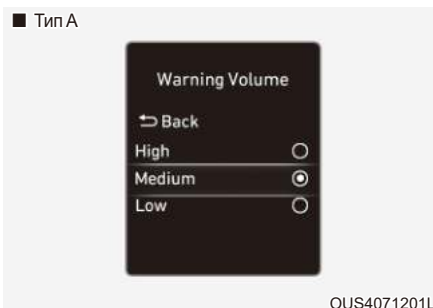 ■ Тип A
Warning Volume
⮌ Back
High
Medium
Low
OUS4071201L